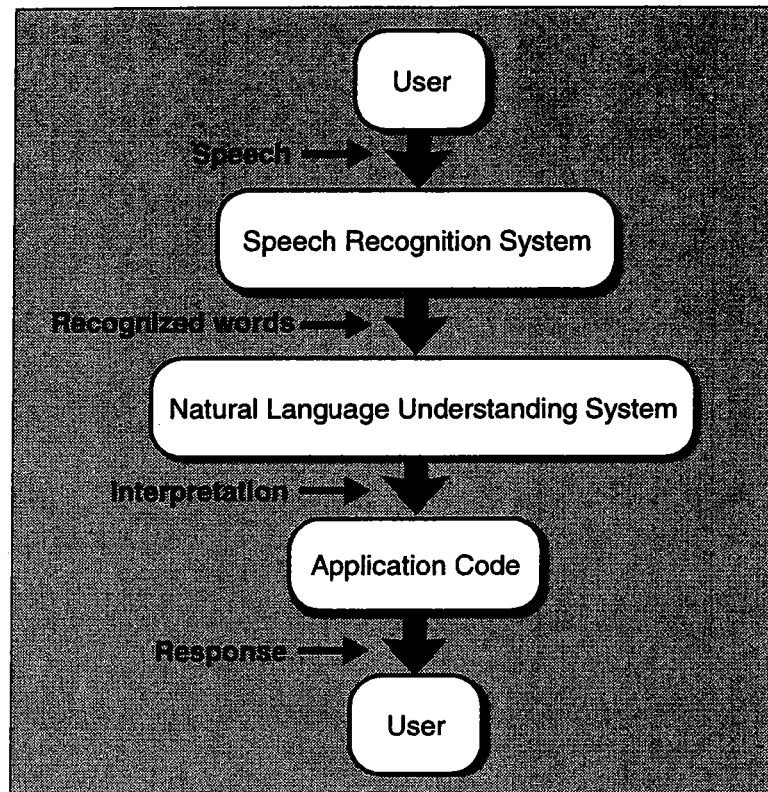 User
Speech
Speech Recognition System
Recognized words
Natural Language Understanding System
Interpretation
Application Code
Response
User